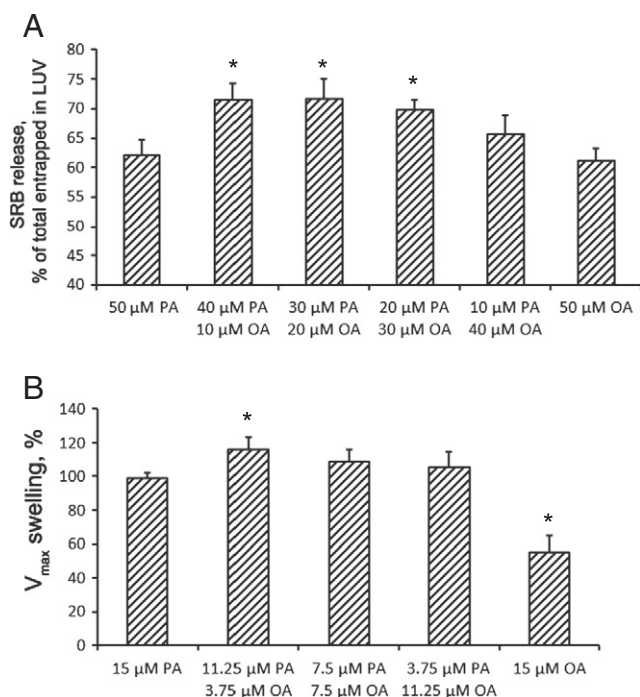 A
SRB release,
% of total entrapped in LUV
80
75
70
65
60
55
50
45
40
*
*
*
50 µM PA
40 µM PA
10 µM OA
30 µM PA
20 µM OA
20 µM PA
30 µM OA
10 µM PA
40 µM OA
50 µM OA
B
Vmax swelling, %
140
120
100
80
60
40
20
0
*
*
15 µM PA
11.25 µM PA
3.75 µM OA
7.5 µM PA
7.5 µM OA
3.75 µM PA
11.25 µM OA
15 µM OA